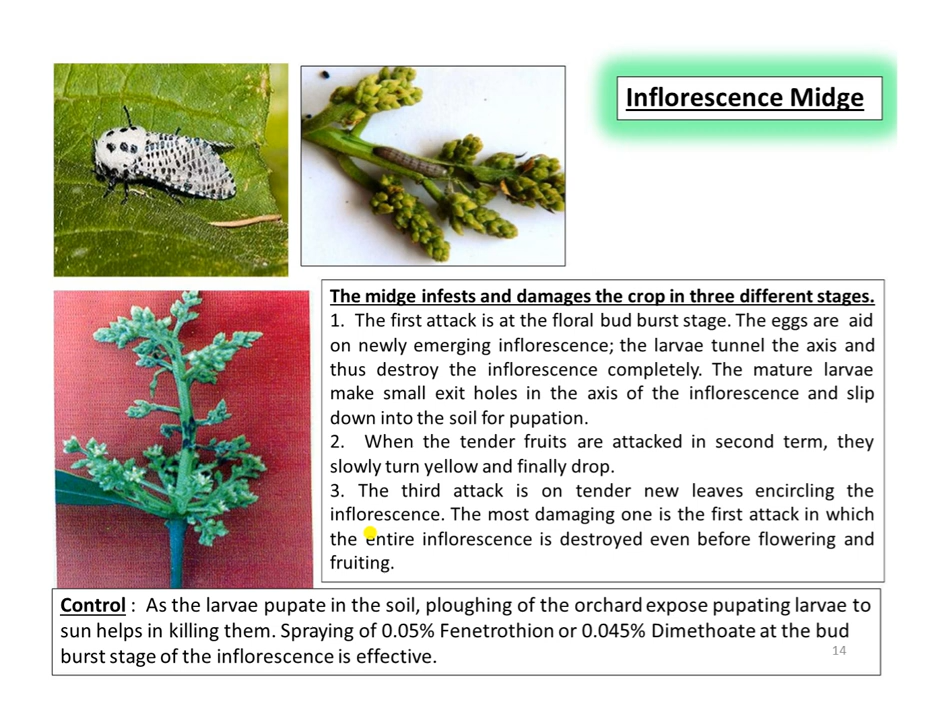 Inflorescence Midge
The midge infests and damages the crop in three different stages.
1. The first attack is at the floral bud burst stage. The eggs are aid
on newly emerging inflorescence; the larvae tunnel the axis and
thus destroy the inflorescence completely. The mature larvae
make small exit holes in the axis of the inflorescence and slip
down into the soil for pupation.
2. When the tender fruits are attacked in second term, they
slowly turn yellow and finally drop.
3. The third attack is on tender new leaves encircling the
inflorescence. The most damaging one is the first attack in which
the entire inflorescence is destroyed even before flowering and
fruiting.
Control : As the larvae pupate in the soil, ploughing of the orchard expose pupating larvae to
sun helps in killing them. Spraying of 0.05% Fenetrothion or 0.045% Dimethoate at the bud
burst stage of the inflorescence is effective.
14